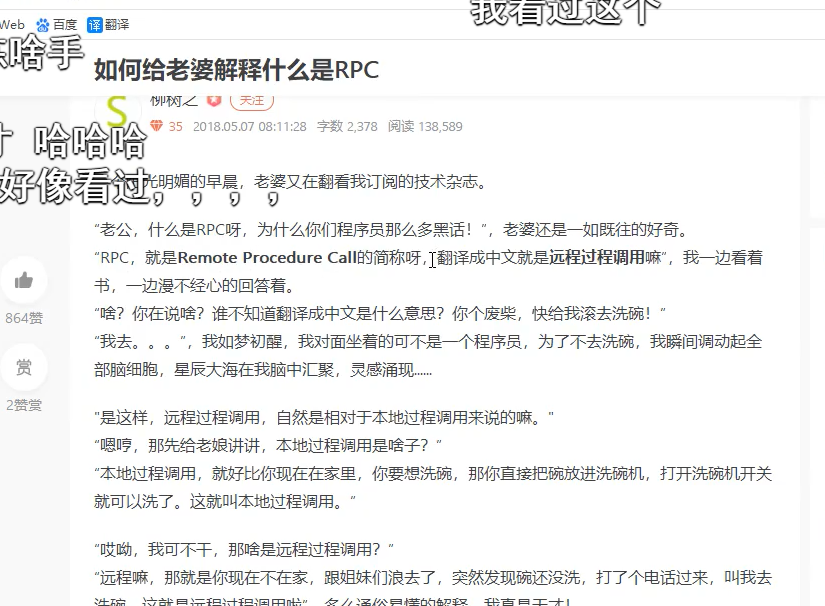 我看过这个
Web 百度 译 翻译
啥手
如何给老婆解释什么是RPC
S 柳树之 关注
35 2018.05.07 08:11:28 字数 2,378 阅读 138,589
哈哈哈
好像看过，，，，
光明媚的早晨，老婆又在翻看我订阅的技术杂志。
“老公，什么是RPC呀，为什么你们程序员那么多黑话！”，老婆还是一如既往的好奇。
“RPC，就是Remote Procedure Call的简称呀，翻译成中文就是远程过程调用嘛”，我一边看着
书，一边漫不经心的回答着。
“啥？你在说啥？谁不知道翻译成中文是什么意思？你个废柴，快给我滚去洗碗！”
“我去。。。”，我如梦初醒，我对面坐着的可不是一个程序员，为了不去洗碗，我瞬间调动起全
部脑细胞，星辰大海在我脑中汇聚，灵感涌现......
864赞
赏
2赞赏
"是这样，远程过程调用，自然是相对于本地过程调用来说的嘛。"
“嗯哼，那先给老娘讲讲，本地过程调用是啥子？”
“本地过程调用，就好比你现在在家里，你要想洗碗，那你直接把碗放进洗碗机，打开洗碗机开关
就可以洗了。这就叫本地过程调用。”
“哎呦，我可不干，那啥是远程过程调用？”
“远程嘛，那就是你现在不在家，跟姐妹们浪去了，突然发现碗还没洗，打了个电话过来，叫我去
洗碗，这就是远程过程调用啦”，多么通俗易懂的解释，我真是天才！